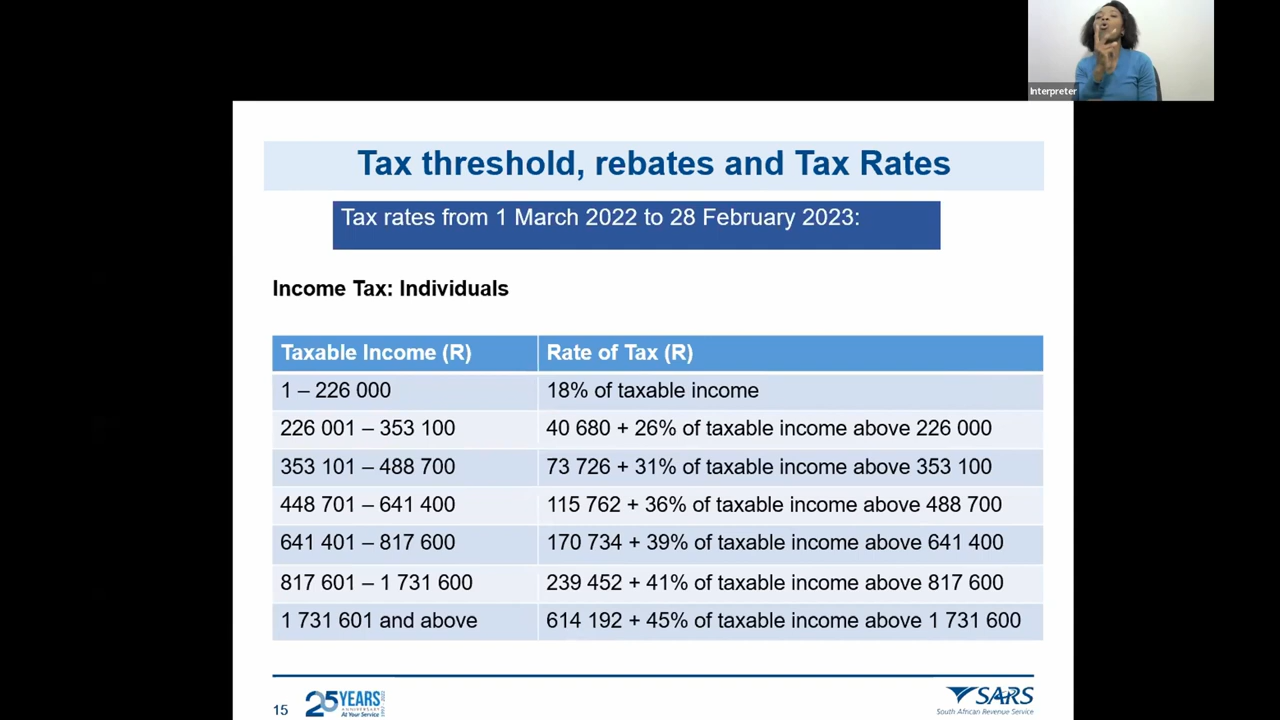 Interpreter
Tax threshold, rebates and Tax Rates
Tax rates from 1 March 2022 to 28 February 2023:
Income Tax: Individuals
Taxable Income (R) Rate of Tax (R)
1 – 226 000 18% of taxable income
226 001 – 353 100 40 680 + 26% of taxable income above 226 000
353 101 – 488 700 73 726 + 31% of taxable income above 353 100
448 701 – 641 400 115 762 + 36% of taxable income above 488 700
641 401 – 817 600 170 734 + 39% of taxable income above 641 400
817 601 – 1 731 600 239 452 + 41% of taxable income above 817 600
1 731 601 and above 614 192 + 45% of taxable income above 1 731 600
15
25 YEARS
ANNIVERSARY
At Your Service
SARS
South African Revenue Service